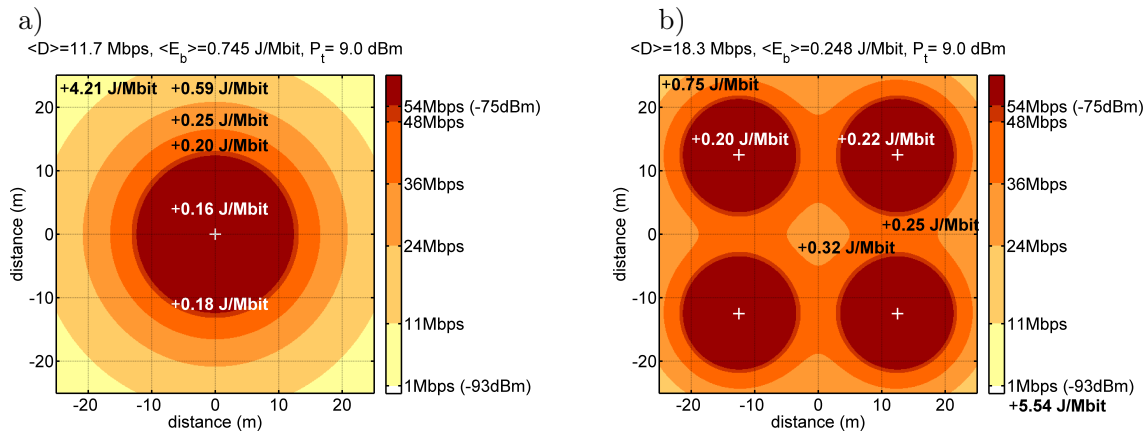 a)
<D>=11.7 Mbps, <E_b>=0.745 J/Mbit, P_t= 9.0 dBm
+4.21 J/Mbit
+0.59 J/Mbit
+0.25 J/Mbit
+0.20 J/Mbit
+0.16 J/Mbit
+0.18 J/Mbit
20
10
0
-10
-20
distance (m)
-20 -10 0 10 20
distance (m)
54Mbps (-75dBm)
48Mbps
36Mbps
24Mbps
11Mbps
1Mbps (-93dBm)
b)
<D>=18.3 Mbps, <E_b>=0.248 J/Mbit, P_t= 9.0 dBm
+0.75 J/Mbit
+0.20 J/Mbit
+0.22 J/Mbit
+0.25 J/Mbit
+0.32 J/Mbit
20
10
0
-10
-20
distance (m)
-20 -10 0 10 20
distance (m)
54Mbps (-75dBm)
48Mbps
36Mbps
24Mbps
11Mbps
1Mbps (-93dBm)
+5.54 J/Mbit